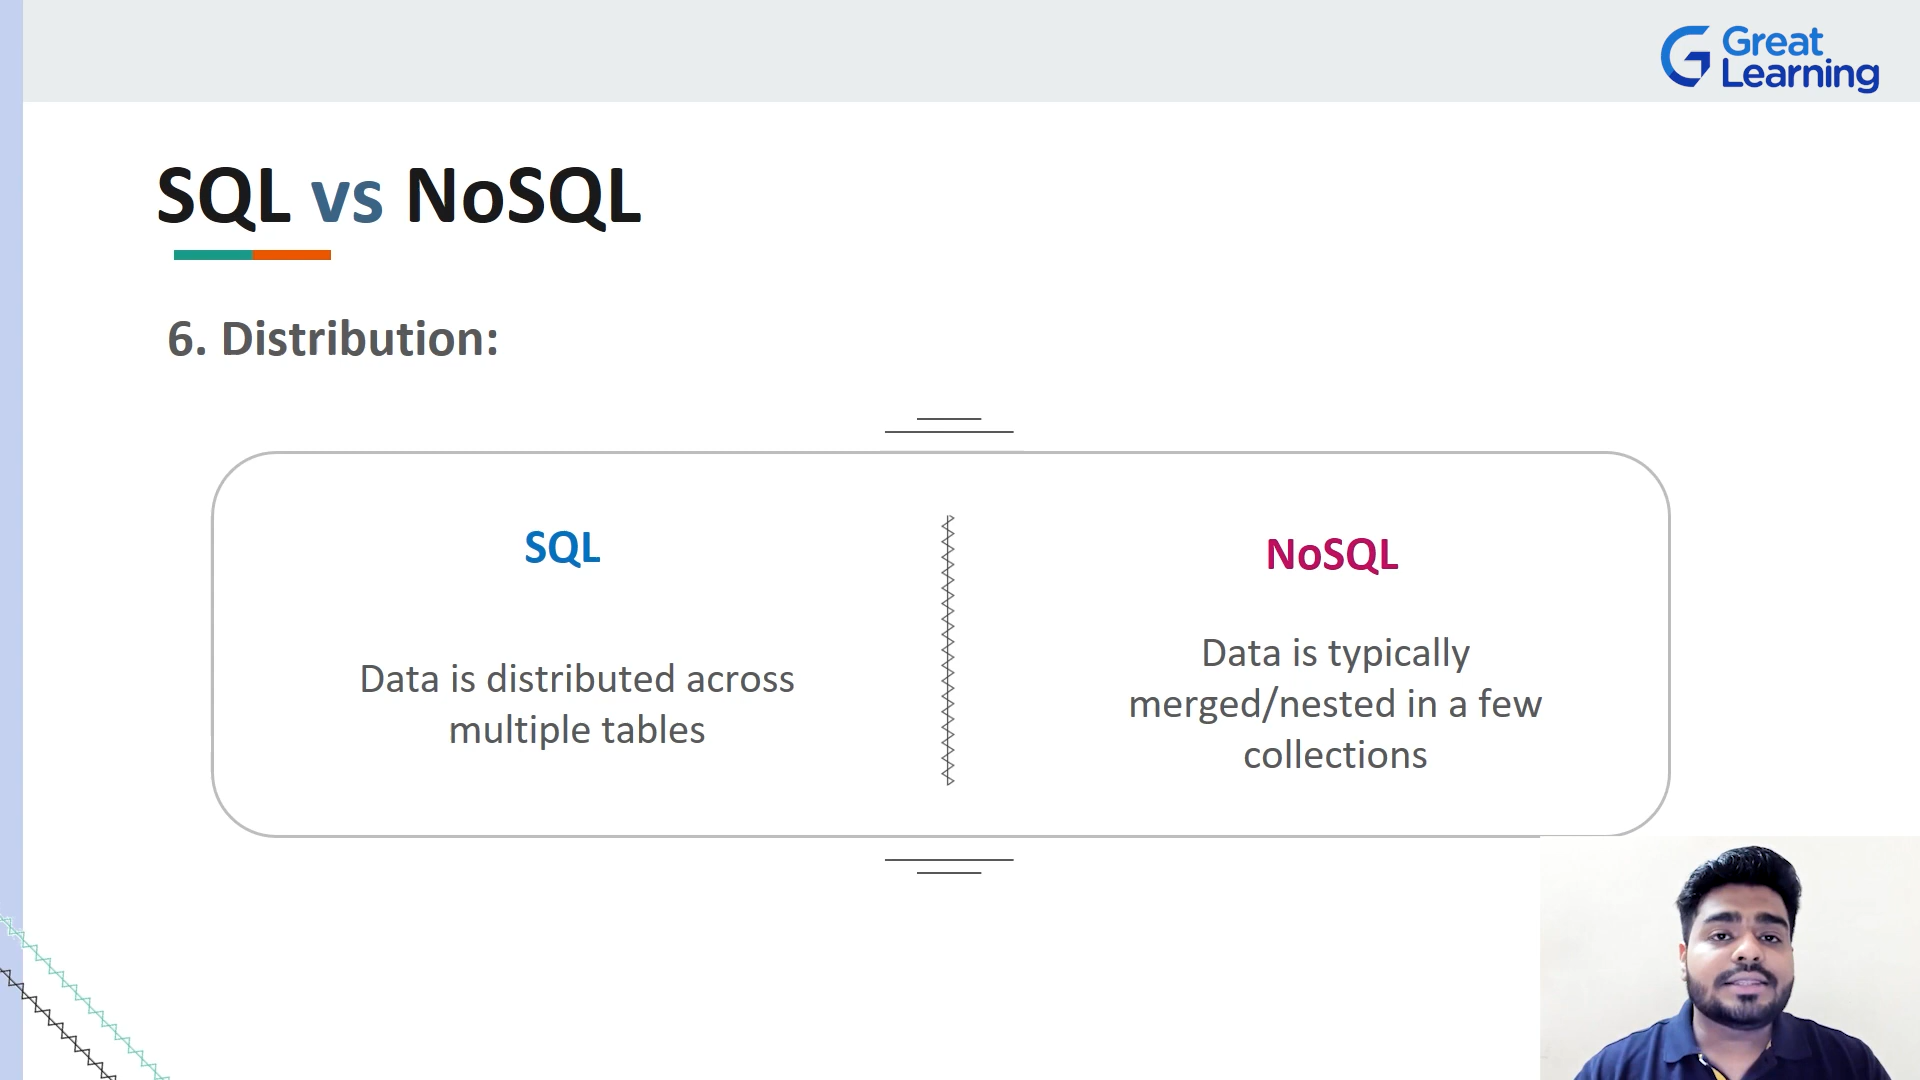 Great
Learning
SQL vs NoSQL
6. Distribution:
SQL
Data is distributed across
multiple tables
NoSQL
Data is typically
merged/nested in a few
collections